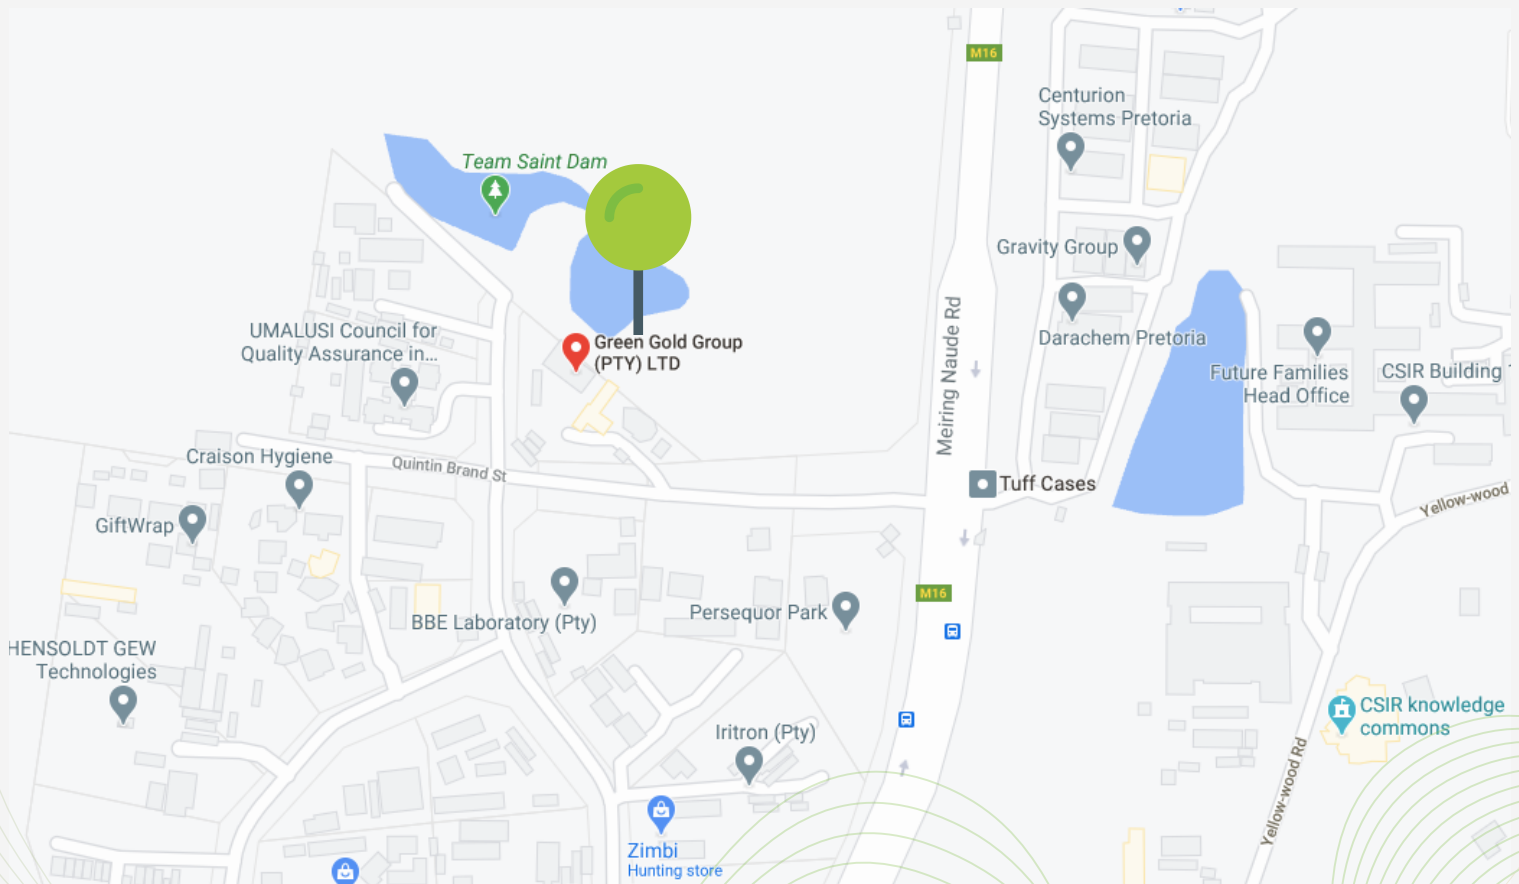 M16
Centurion
Systems Pretoria
Team Saint Dam
Gravity Group
UMALUSI Council for
Quality Assurance in...
Green Gold Group
(PTY) LTD
Darachem Pretoria
Meiring Naude Rd
Future Families
Head Office
CSIR Building
Craison Hygiene
Quintin Brand St
Tuff Cases
Yellow-wood
GiftWrap
M16
BBE Laboratory (Pty)
Persequor Park
HENSOLDT GEW
Technologies
CSIR knowledge
commons
Iritron (Pty)
Yellow-wood Rd
Zimbi
Hunting store